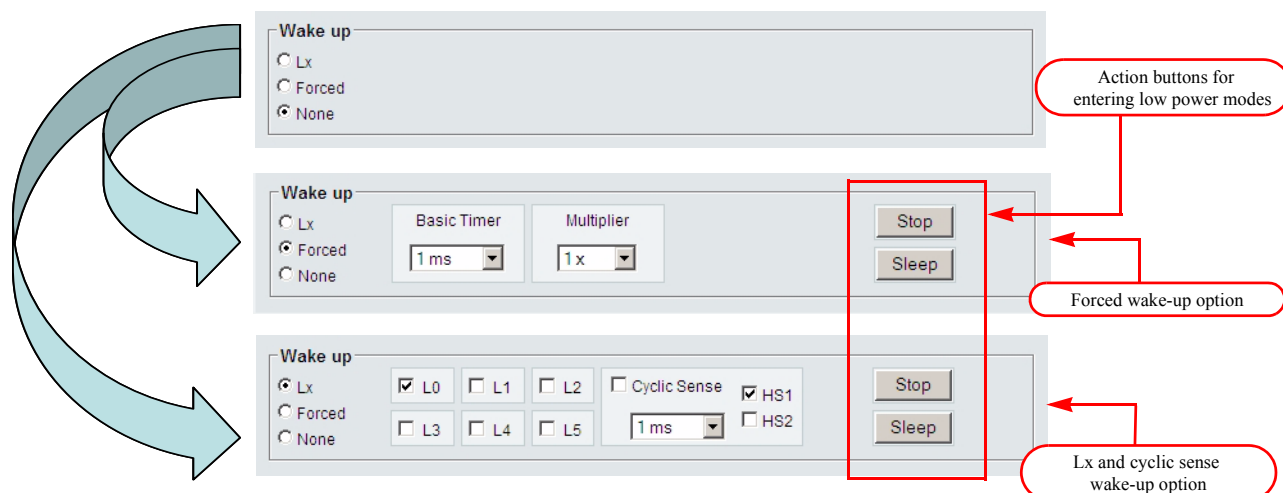 Wake up
Lx
Forced
None
Action buttons for
entering low power modes
Wake up
Lx
Forced
None
Basic Timer
1 ms
Multiplier
1 x
Stop
Sleep
Forced wake-up option
Wake up
Lx
Forced
None
L0 L1 L2
L3 L4 L5
Cyclic Sense
1 ms
HS1
HS2
Stop
Sleep
Lx and cyclic sense
wake-up option